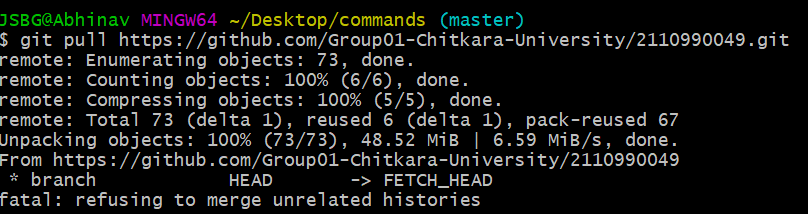 JSBG@Abhinav MINGW64 ~/Desktop/commands (master)
$ git pull https://github.com/Group01-Chitkara-University/2110990049.git
remote: Enumerating objects: 73, done.
remote: Counting objects: 100% (6/6), done.
remote: Compressing objects: 100% (5/5), done.
remote: Total 73 (delta 1), reused 6 (delta 1), pack-reused 67
Unpacking objects: 100% (73/73), 48.52 MiB | 6.59 MiB/s, done.
From https://github.com/Group01-Chitkara-University/2110990049
 * branch            HEAD       -> FETCH_HEAD
fatal: refusing to merge unrelated histories